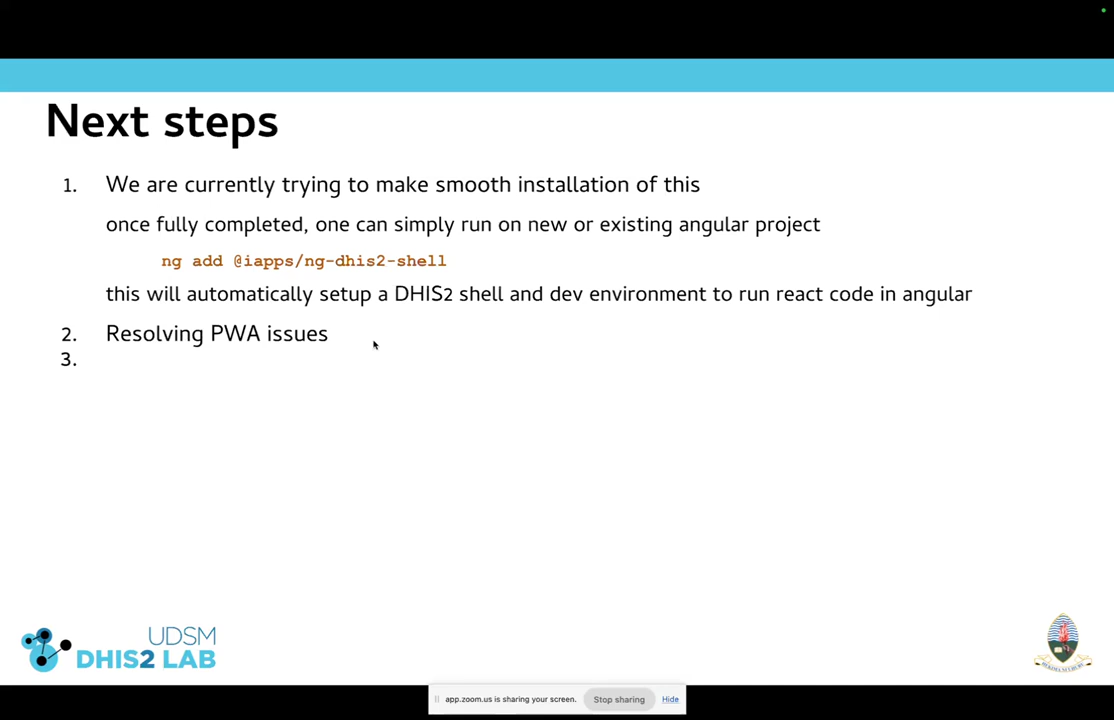 Next steps
1. We are currently trying to make smooth installation of this
once fully completed, one can simply run on new or existing angular project
ng add @iapps/ng-dhis2-shell
this will automatically setup a DHIS2 shell and dev environment to run react code in angular
2. Resolving PWA issues
3.
UDSM
DHIS2 LAB
app.zoom.us is sharing your screen. Stop sharing Hide